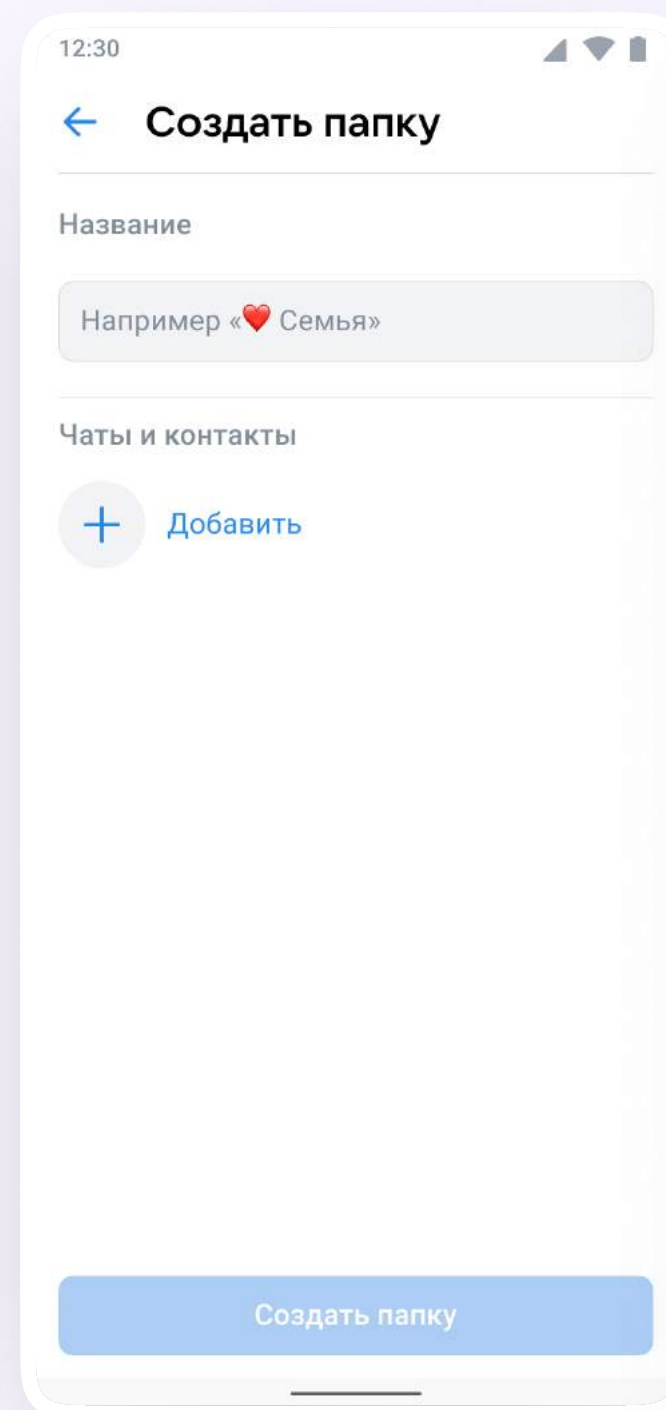 12:30
Создать папку
Название
Например «❤️ Семья»
Чаты и контакты
Добавить
Создать папку